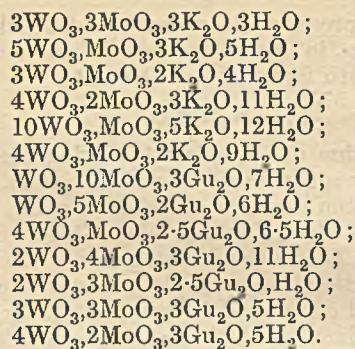 3WO₃,3MoO₃,3K₂O,3H₂O;
5WO₃,MoO₃,3K₂O,5H₂O;
3WO₃,MoO₃,2K₂O,4H₂O;
4WO₃,2MoO₃,3K₂O,11H₂O;
10WO₃,MoO₃,5K₂O,12H₂O;
4WO₃,MoO₃,2K₂O,9H₂O;
WO₃,10MoO₃,3Gu₂O,7H₂O;
WO₃,5MoO₃,2Gu₂O,6H₂O;
4WO₃,MoO₃,2·5Gu₂O,6·5H₂O;
2WO₃,4MoO₃,3Gu₂O,11H₂O;
2WO₃,3MoO₃,2·5Gu₂O,H₂O;
3WO₃,3MoO₃,3Gu₂O,5H₂O;
4WO₃,2MoO₃,3Gu₂O,5H₂O.